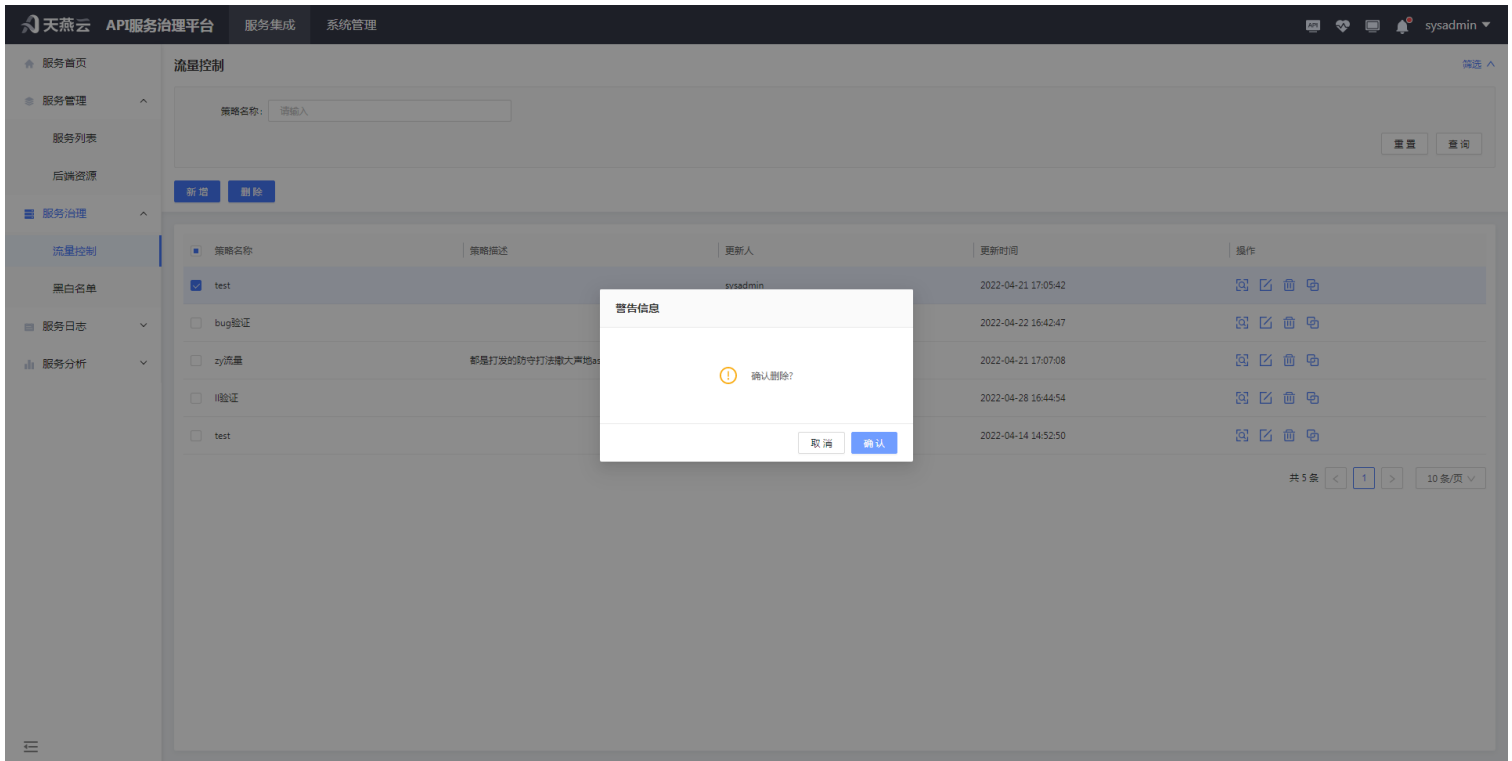 天燕云 API服务治理平台 服务集成 系统管理 API sysadmin
服务首页
服务管理
服务列表
后端资源
服务治理
流量控制
黑白名单
服务日志
服务分析
流量控制 筛选
策略名称: 请输入
重置 查询
新增 删除
策略名称 策略描述 更新人 更新时间 操作
test sysadmin 2022-04-21 17:05:42
bug验证 2022-04-22 16:42:47
zy流量 都是打发的防守打法撒大声地as 2022-04-21 17:07:08
ll验证 2022-04-28 16:44:54
test 2022-04-14 14:52:50
警告信息
确认删除?
取消 确认
共 5 条 1 10 条/页